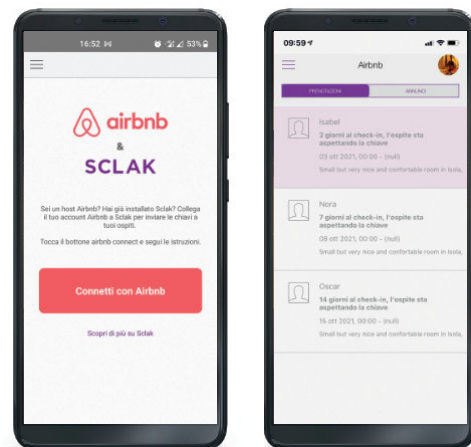 16:52
53%
airbnb
&
SCLAK
Sei un host Airbnb? Hai già installato Sclak? Collega
il tuo account Airbnb a Sclak per inviare le chiavi a
tuoi ospiti.
Tocca il bottone airbnb connect e segui le istruzioni.
Connetti con Airbnb
Scopri di più su Sclak
09:59
Airbnb
PRENOTAZIONI ANNUNCI
Isabel
2 giorni al check-in, l'ospite sta
aspettando la chiave
03 ott 2021, 00:00 - (null)
Small but very nice and confortable room in Isola,
Nora
7 giorni al check-in, l'ospite sta
aspettando la chiave
08 ott 2021, 00:00 - (null)
Small but very nice and confortable room in Isola,
Oscar
14 giorni al check-in, l'ospite sta
aspettando la chiave
15 ott 2021, 00:00 - (null)
Small but very nice and confortable room in Isola,